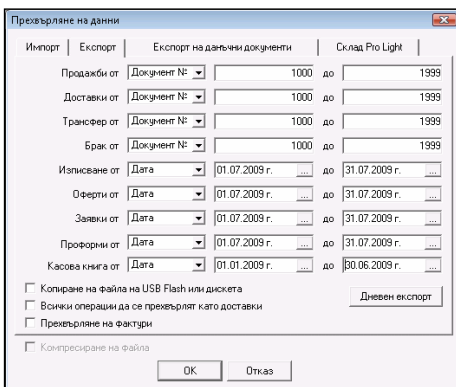 Прехвърляне на данни
Импорт Експорт Експорт на данъчни документи Склад Pro Light
Продажби от Документ № 1000 до 1999
Доставки от Документ № 1000 до 1999
Трансфер от Документ № 1000 до 1999
Брак от Документ № 1000 до 1999
Изписване от Дата 01.07.2009 г. ... до 31.07.2009 г. ...
Оферти от Дата 01.07.2009 г. ... до 31.07.2009 г. ...
Заявки от Дата 01.07.2009 г. ... до 31.07.2009 г. ...
Проформи от Дата 01.07.2009 г. ... до 31.07.2009 г. ...
Касова книга от Дата 01.01.2009 г. ... до 30.06.2009 г. ...
Копиране на файла на USB Flash или дискета
Всички операции да се прехвърлят като доставки
Дневен експорт
Прехвърляне на фактури
Компресиране на файла
OK Отказ